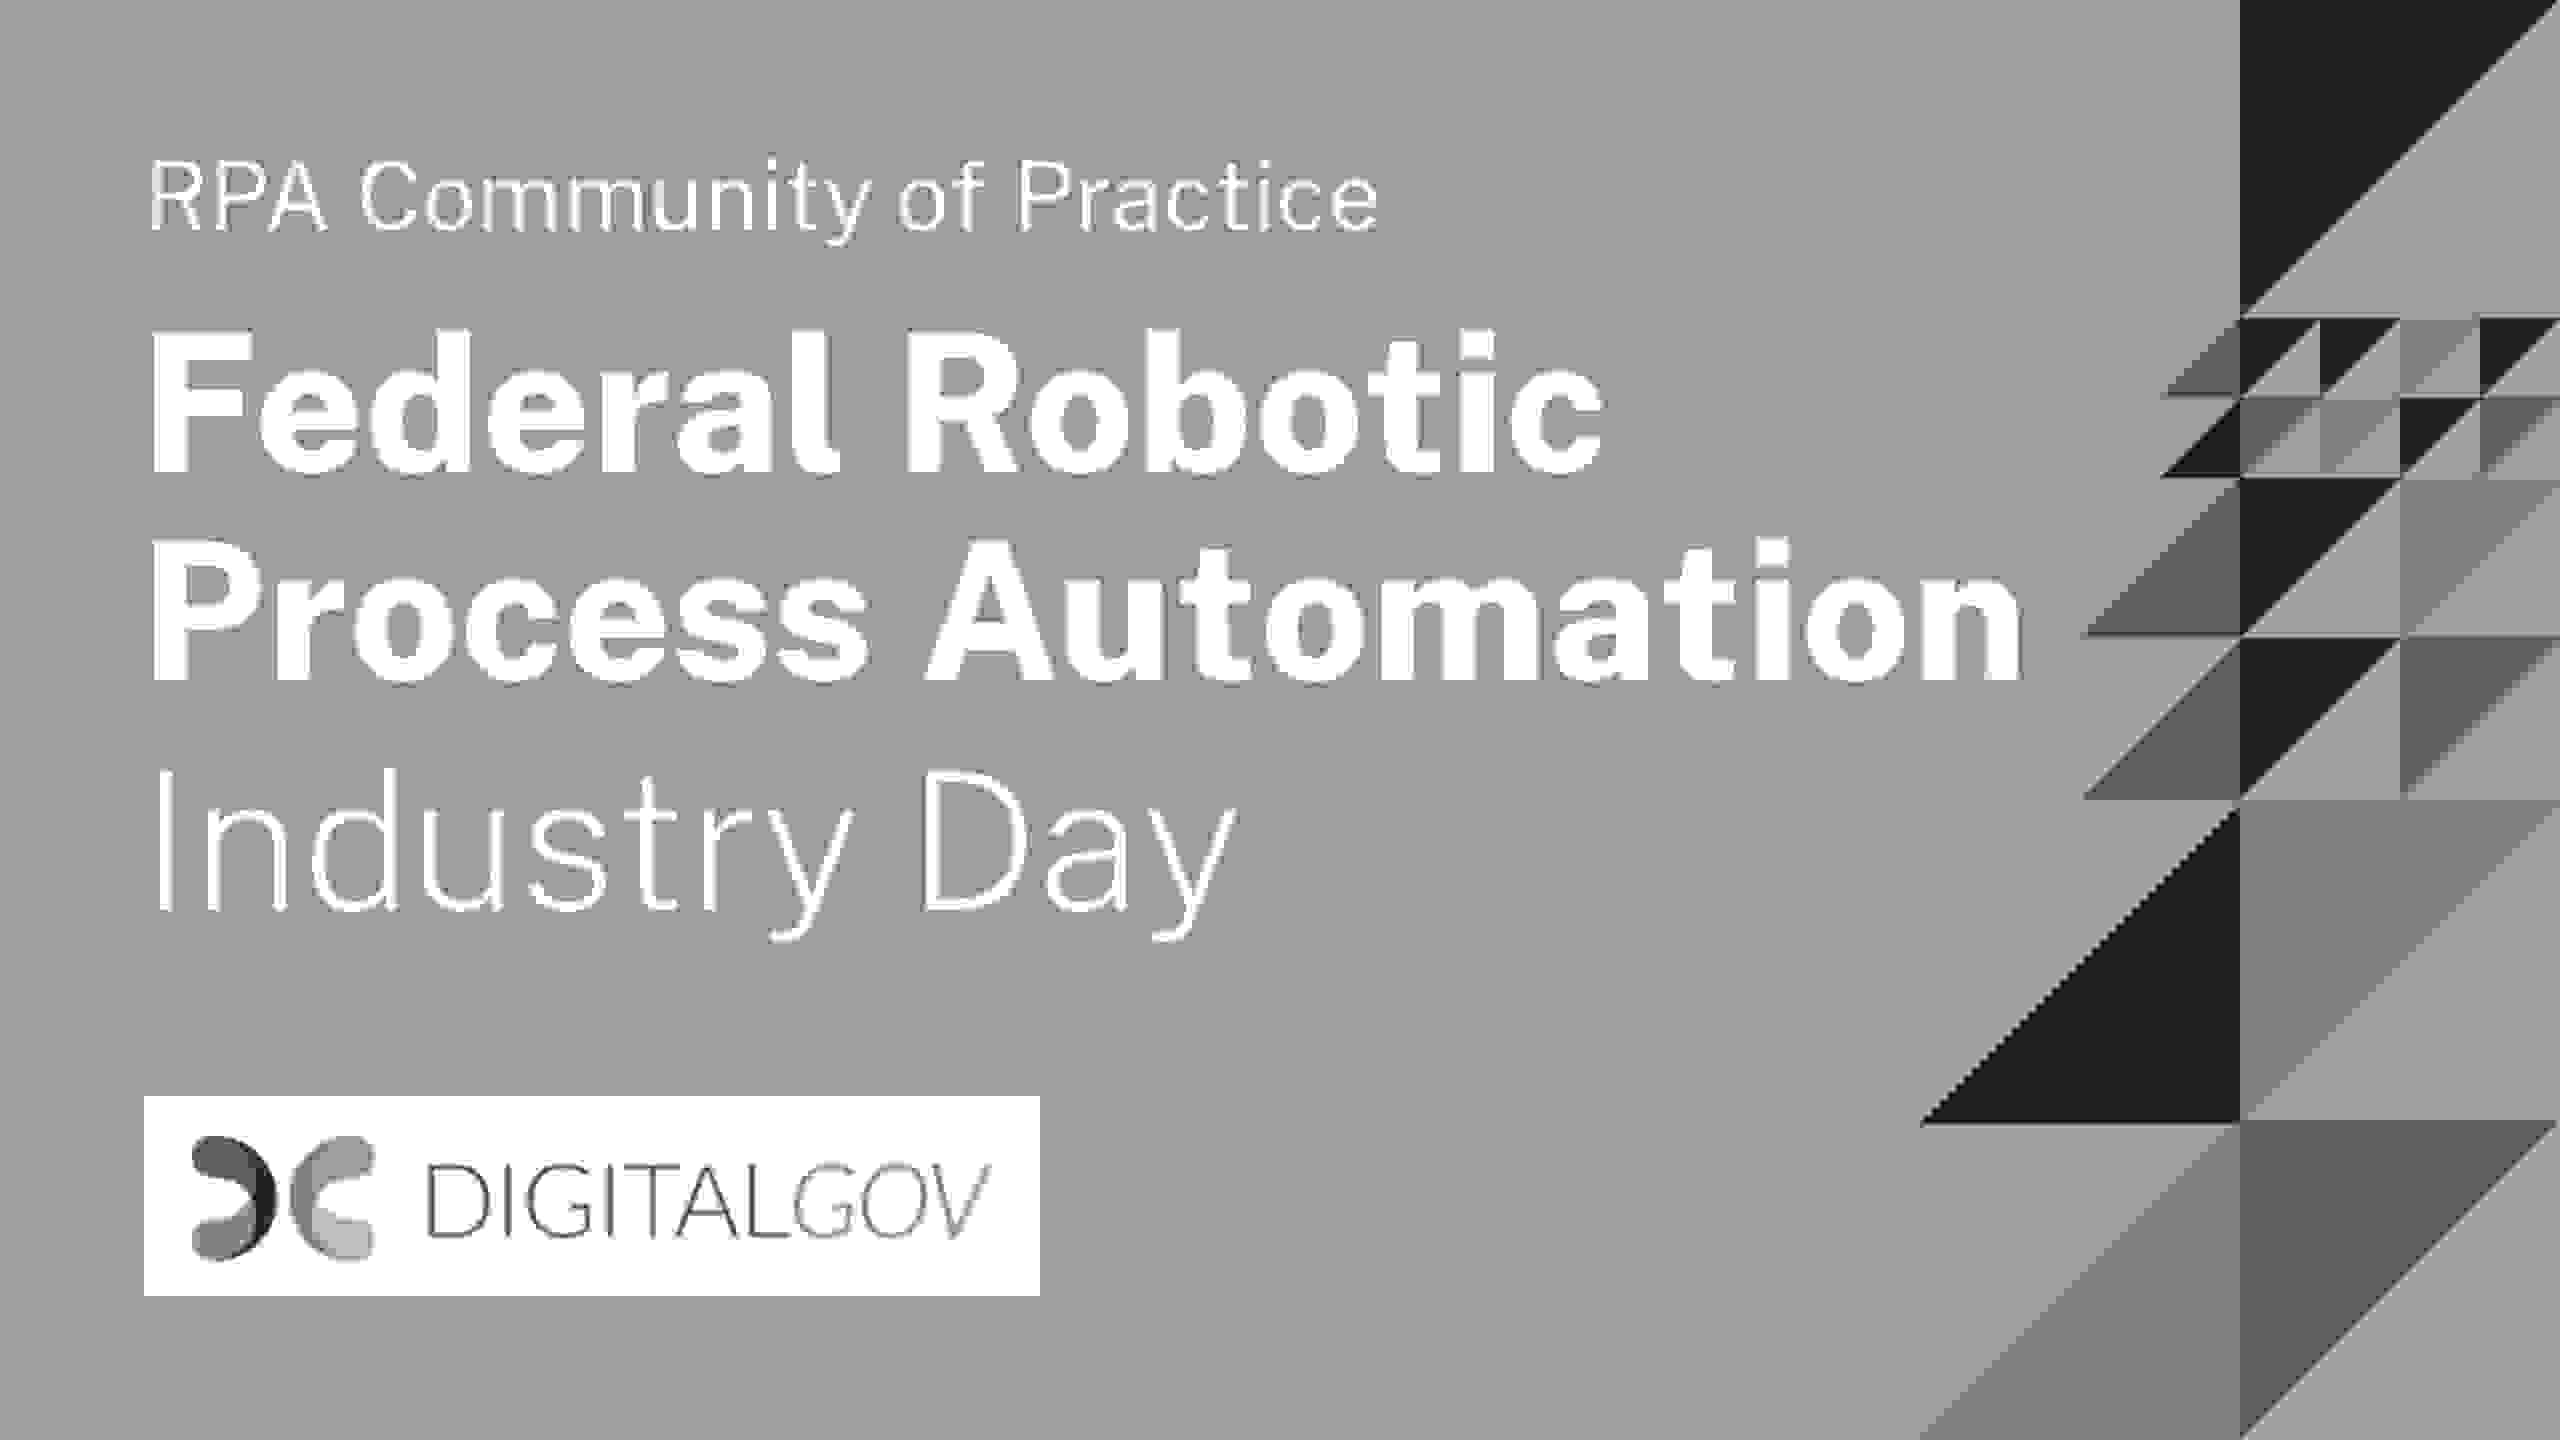 RPA Community of Practice
Federal Robotic
Process Automation
Industry Day
DIGITALGOV